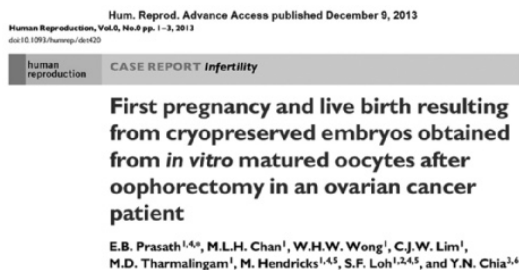 Hum. Reprod. Advance Access published December 9, 2013
Human Reproduction, Vol.0, No.0 pp. 1–3, 2013
doi:10.1093/humrep/det420
human
reproduction
CASE REPORT Infertility
First pregnancy and live birth resulting
from cryopreserved embryos obtained
from in vitro matured oocytes after
oophorectomy in an ovarian cancer
patient
E.B. Prasath1,4,*, M.L.H. Chan1, W.H.W. Wong1, C.J.W. Lim1,
M.D. Tharmalingam1, M. Hendricks1,4,5, S.F. Loh1,2,4,5, and Y.N. Chia3,6